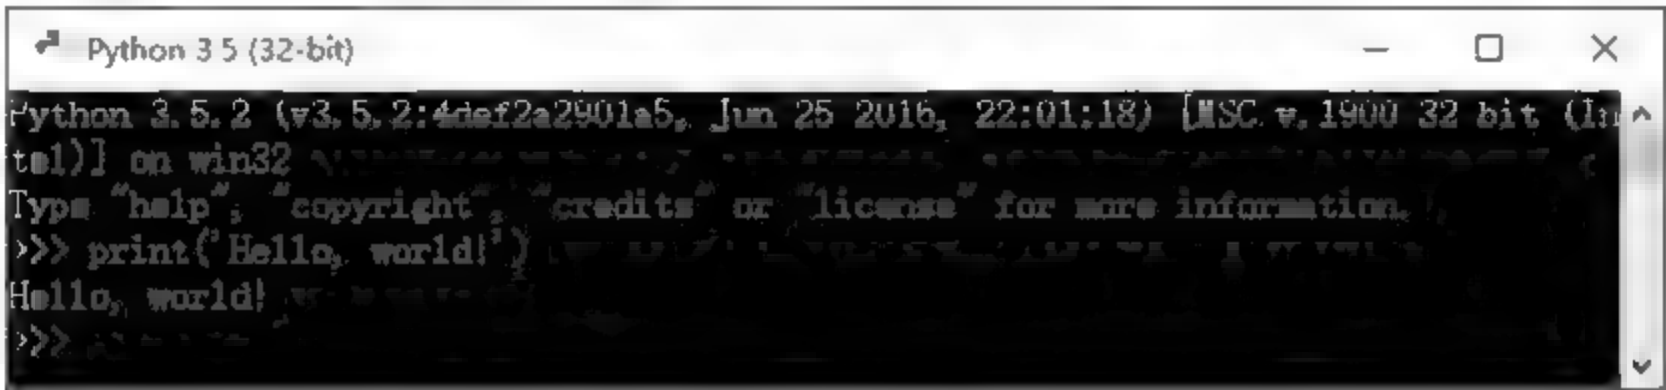 Python 3.5 (32-bit)
Python 3.5.2 (v3.5.2:4def2a2901a5, Jun 25 2016, 22:01:18) [MSC v.1900 32 bit (In
tel)] on win32
Type "help", "copyright", "credits" or "license" for more information.
>>> print('Hello, world!')
Hello, world!
>>>